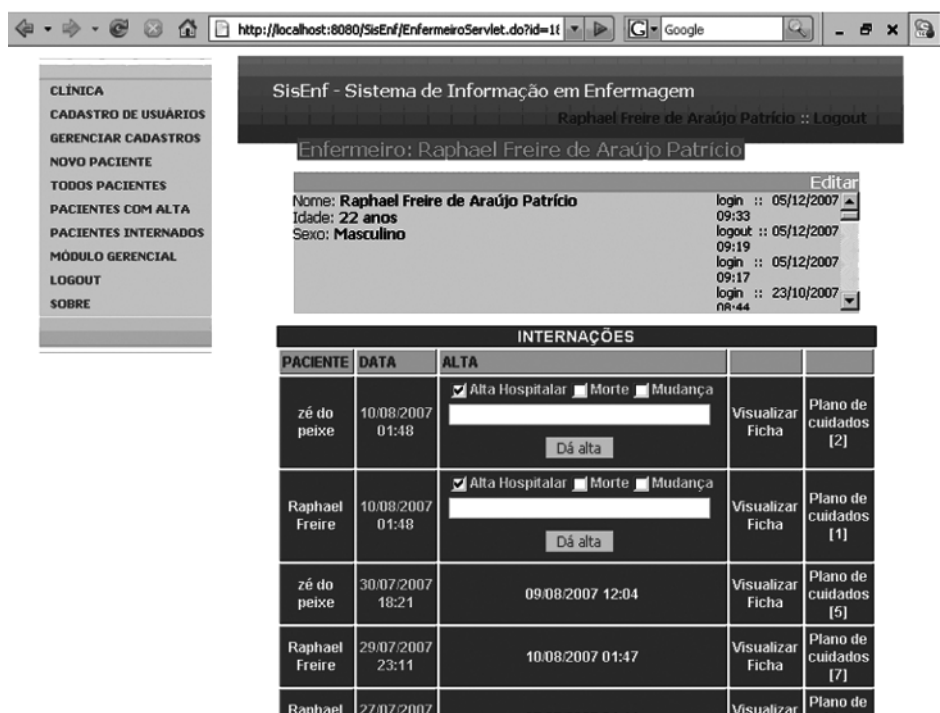 http://localhost:8080/SisEnf/EnfermeiroServlet.do?id=18
G Google
CLÍNICA
CADASTRO DE USUÁRIOS
GERENCIAR CADASTROS
NOVO PACIENTE
TODOS PACIENTES
PACIENTES COM ALTA
PACIENTES INTERNADOS
MÓDULO GERENCIAL
LOGOUT
SOBRE
SisEnf - Sistema de Informação em Enfermagem
Raphael Freire de Araújo Patrício :: Logout
Enfermeiro: Raphael Freire de Araújo Patrício
Editar
Nome: Raphael Freire de Araújo Patrício
Idade: 22 anos
Sexo: Masculino
login :: 05/12/2007
09:33
logout :: 05/12/2007
09:19
login :: 05/12/2007
09:17
login :: 23/10/2007
08:44
INTERNAÇÕES
PACIENTE DATA ALTA
zé do peixe
10/08/2007 01:48
Alta Hospitalar Morte Mudança
Dá alta
Visualizar Ficha
Plano de cuidados [2]
Raphael Freire
10/08/2007 01:48
Alta Hospitalar Morte Mudança
Dá alta
Visualizar Ficha
Plano de cuidados [1]
zé do peixe
30/07/2007 18:21
09/08/2007 12:04
Visualizar Ficha
Plano de cuidados [5]
Raphael Freire
29/07/2007 23:11
10/08/2007 01:47
Visualizar Ficha
Plano de cuidados [7]
Raphael
27/07/2007
Visualizar
Plano de